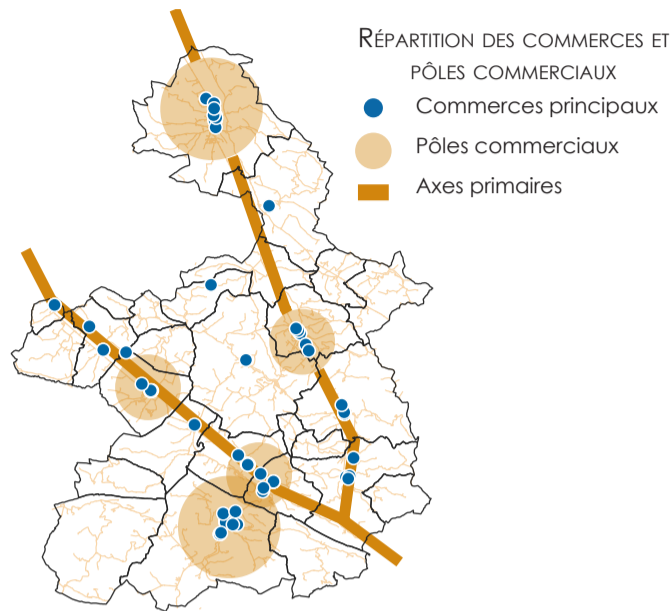 RÉPARTITION DES COMMERCES ET
PÔLES COMMERCIAUX
Commerces principaux
Pôles commerciaux
Axes primaires